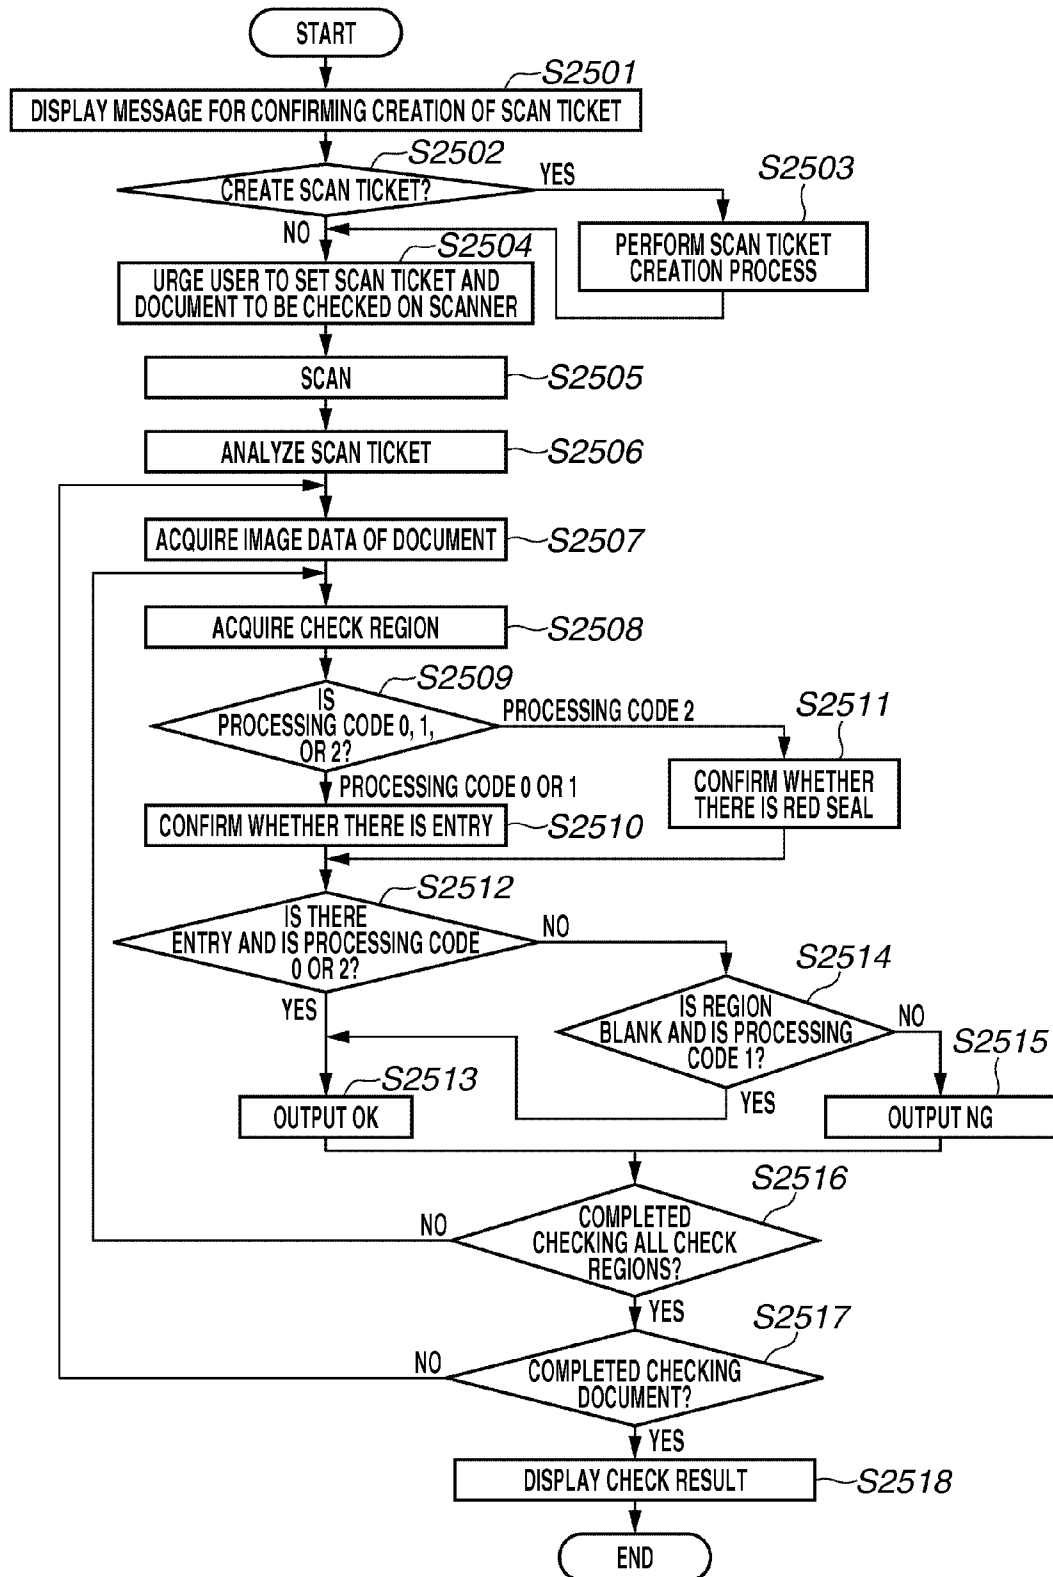 START
S2501
DISPLAY MESSAGE FOR CONFIRMING CREATION OF SCAN TICKET
S2502
CREATE SCAN TICKET?
YES
S2503
NO
PERFORM SCAN TICKET
CREATION PROCESS
S2504
URGE USER TO SET SCAN TICKET AND
DOCUMENT TO BE CHECKED ON SCANNER
SCAN
S2505
ANALYZE SCAN TICKET
S2506
ACQUIRE IMAGE DATA OF DOCUMENT
S2507
ACQUIRE CHECK REGION
S2508
S2509
IS
PROCESSING CODE 0, 1,
OR 2?
PROCESSING CODE 2
S2511
PROCESSING CODE 0 OR 1
CONFIRM WHETHER
THERE IS RED SEAL
CONFIRM WHETHER THERE IS ENTRY
S2510
S2512
IS THERE
ENTRY AND IS PROCESSING CODE
0 OR 2?
NO
YES
S2514
IS REGION
BLANK AND IS PROCESSING
CODE 1?
NO
S2515
YES
S2513
OUTPUT OK
OUTPUT NG
S2516
COMPLETED
CHECKING ALL CHECK
REGIONS?
NO
YES
S2517
COMPLETED CHECKING
DOCUMENT?
NO
YES
DISPLAY CHECK RESULT
S2518
END